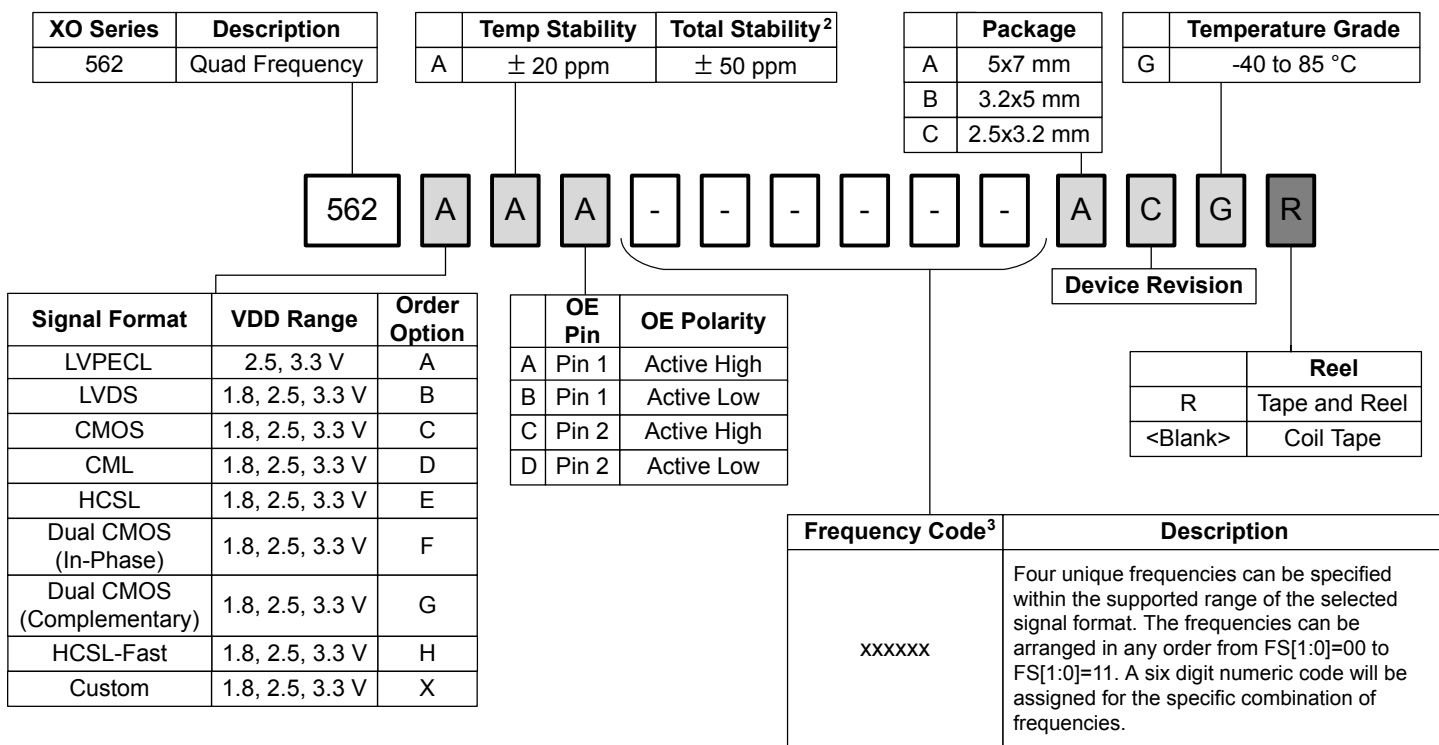 XO Series Description
562 Quad Frequency
Temp Stability Total Stability2
A ± 20 ppm ± 50 ppm
Package
A 5x7 mm
B 3.2x5 mm
C 2.5x3.2 mm
Temperature Grade
G -40 to 85 °C
562 A A A - - - - - - A C G R
Signal Format VDD Range Order
Option
LVPECL 2.5, 3.3 V A
LVDS 1.8, 2.5, 3.3 V B
CMOS 1.8, 2.5, 3.3 V C
CML 1.8, 2.5, 3.3 V D
HCSL 1.8, 2.5, 3.3 V E
Dual CMOS
(In-Phase) 1.8, 2.5, 3.3 V F
Dual CMOS
(Complementary) 1.8, 2.5, 3.3 V G
HCSL-Fast 1.8, 2.5, 3.3 V H
Custom 1.8, 2.5, 3.3 V X
OE
Pin OE Polarity
A Pin 1 Active High
B Pin 1 Active Low
C Pin 2 Active High
D Pin 2 Active Low
Device Revision
Reel
R Tape and Reel
<Blank> Coil Tape
Frequency Code3 Description
xxxxxx
Four unique frequencies can be specified
within the supported range of the selected
signal format. The frequencies can be
arranged in any order from FS[1:0]=00 to
FS[1:0]=11. A six digit numeric code will be
assigned for the specific combination of
frequencies.